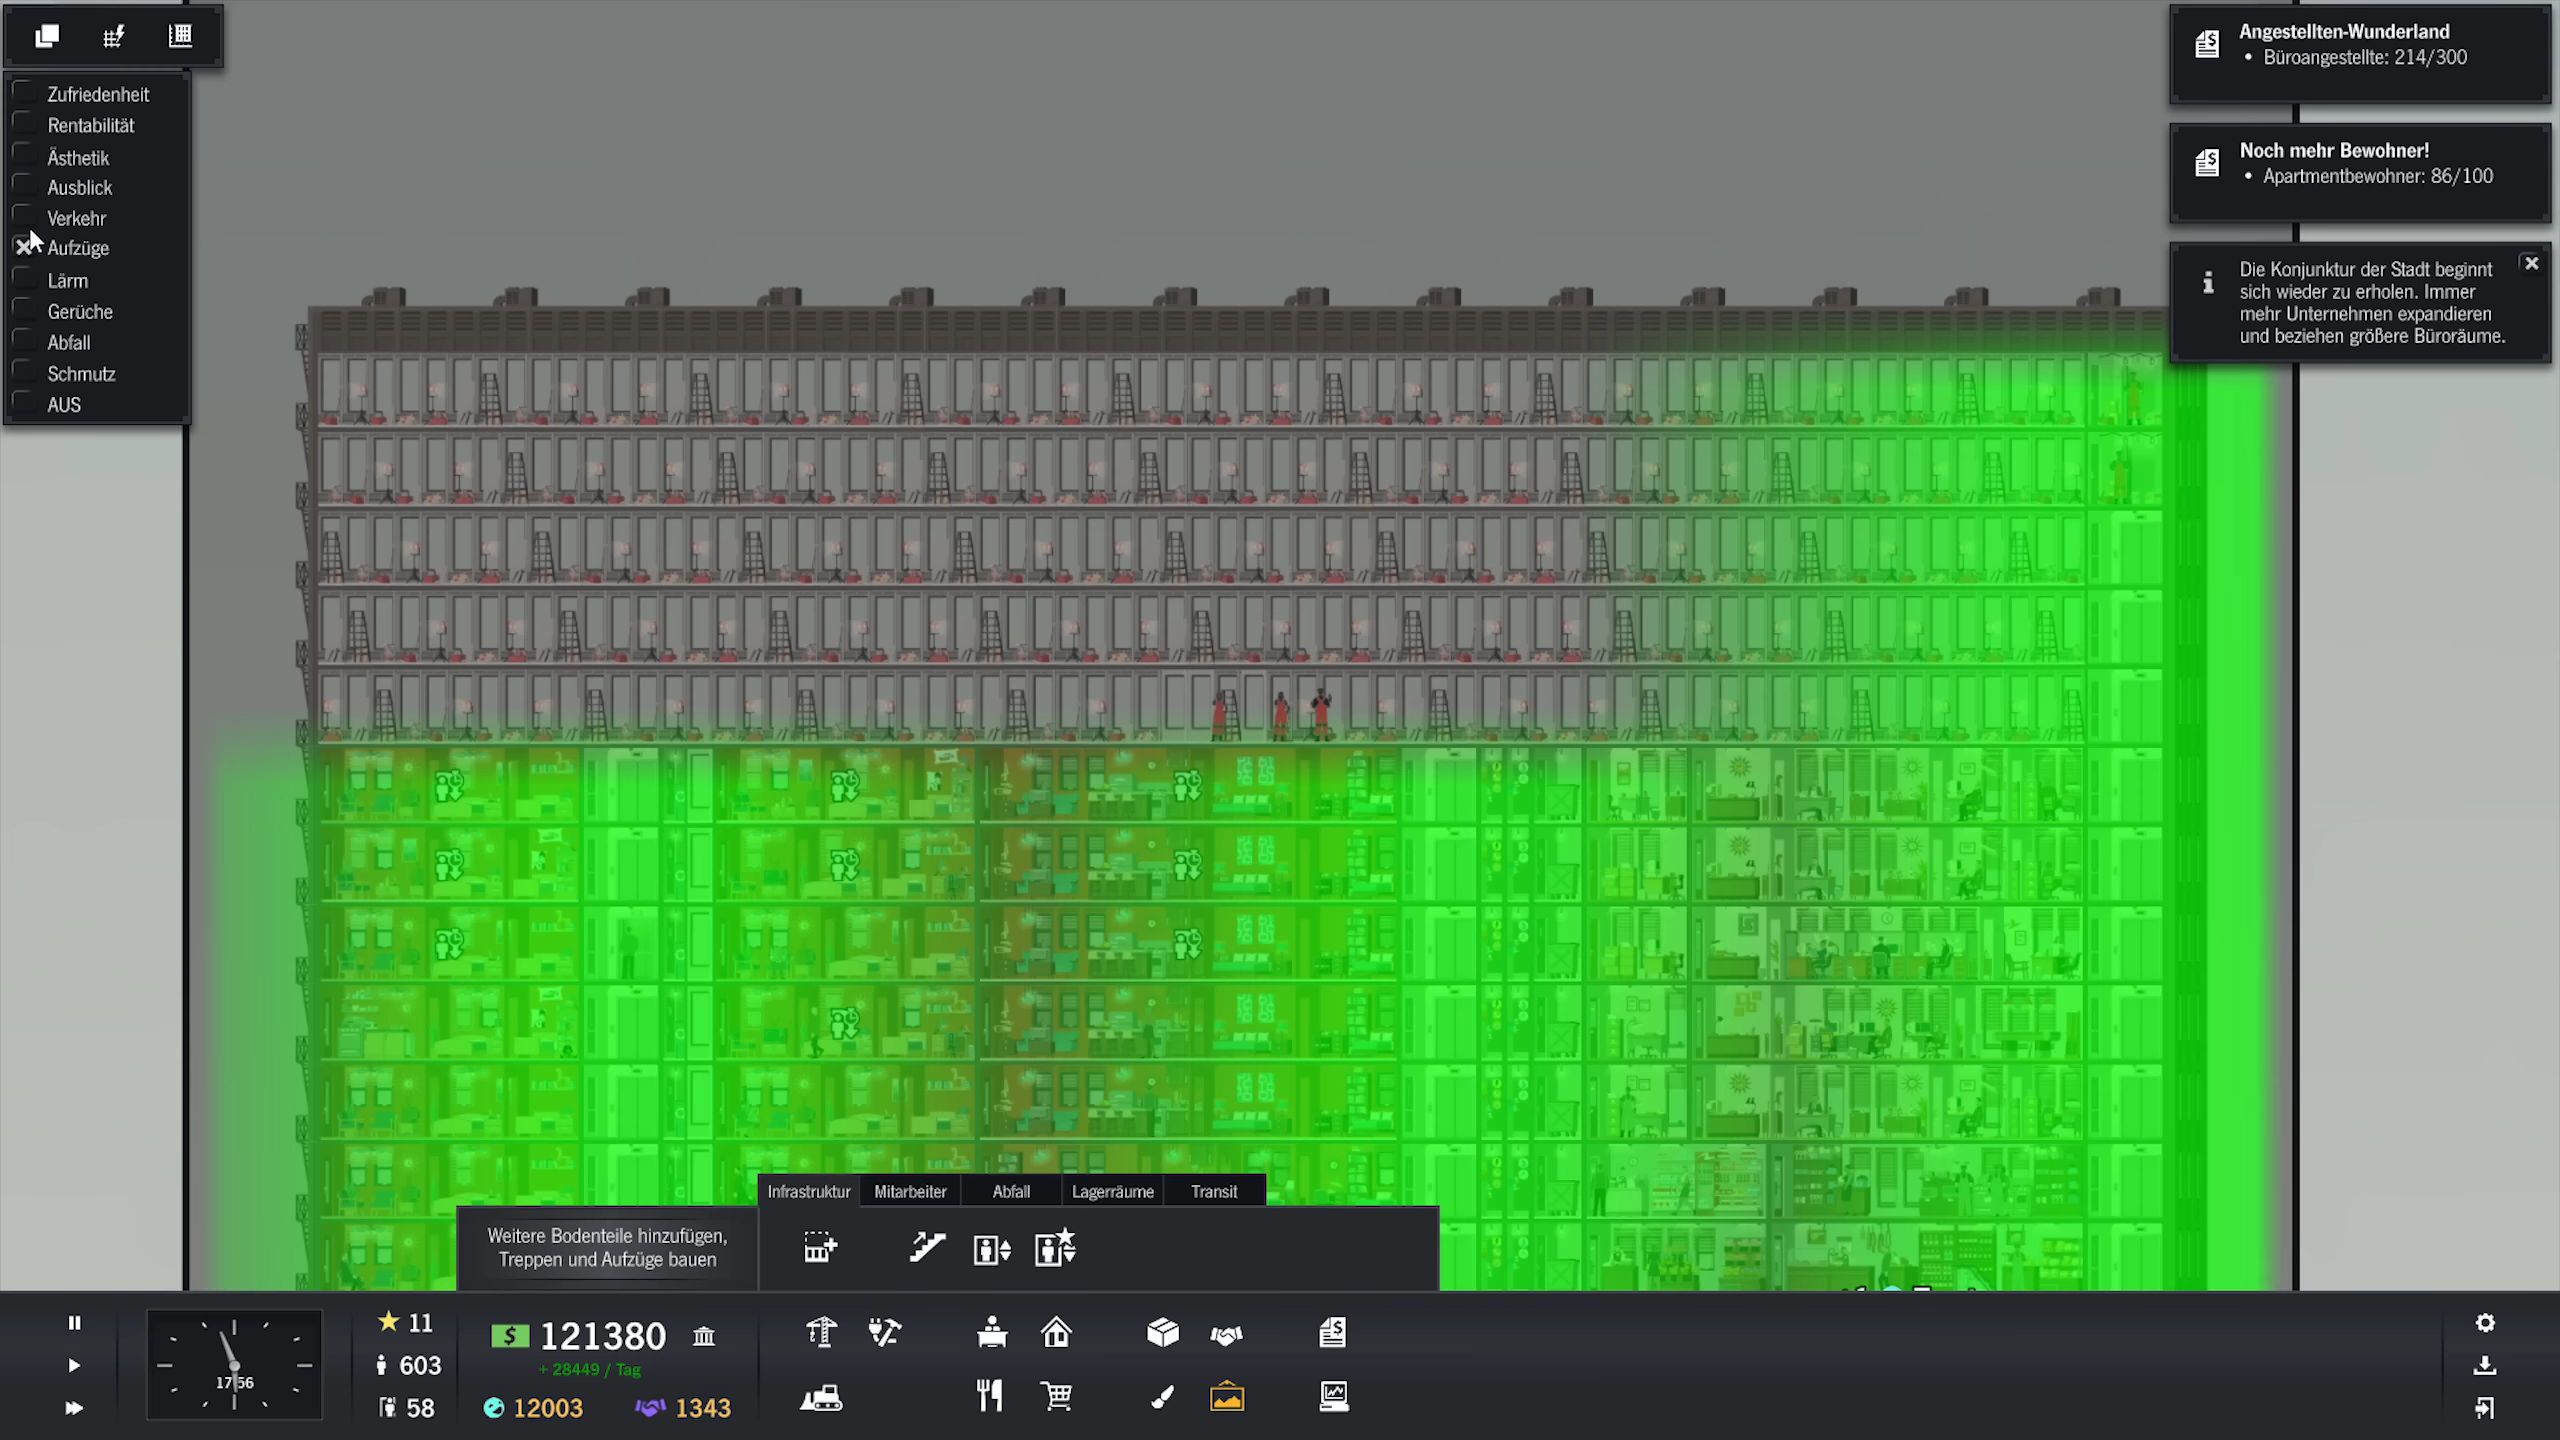 Zufriedenheit
Rentabilität
Ästhetik
Ausblick
Verkehr
Aufzüge
Lärm
Gerüche
Abfall
Schmutz
AUS
Angestellten-Wunderland
• Büroangestellte: 214/300
Noch mehr Bewohner!
• Apartmentbewohner: 86/100
Die Konjunktur der Stadt beginnt
sich wieder zu erholen. Immer
mehr Unternehmen expandieren
und beziehen größere Büroräume.
Infrastruktur
Mitarbeiter
Abfall
Lagerräume
Transit
Weitere Bodenteile hinzufügen,
Treppen und Aufzüge bauen
17:56
11
603
58
$ 121380
+ 28449 / Tag
12003
1343